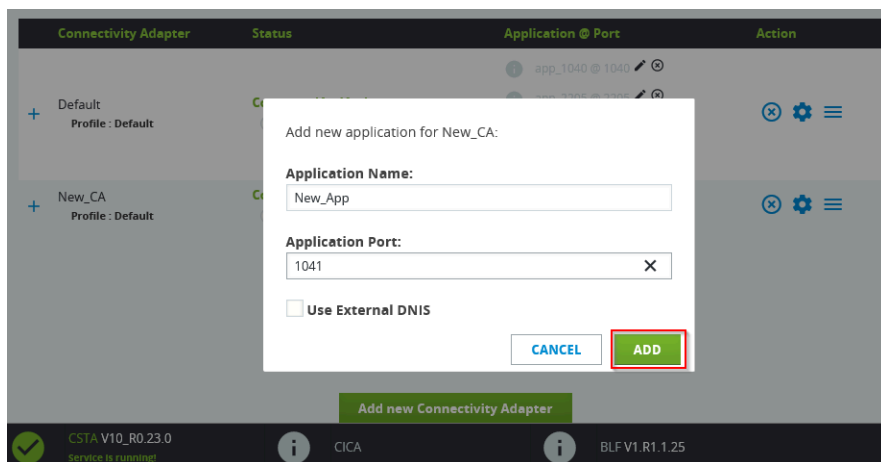 Connectivity Adapter Status Application @ Port Action
app_1040 @ 1040
Default
Profile : Default
New_CA
Profile : Default
Add new application for New_CA:
Application Name:
New_App
Application Port:
1041
Use External DNIS
CANCEL ADD
Add new Connectivity Adapter
CSTA V10_R0.23.0
Service is running!
CICA
BLF V1.R1.1.25